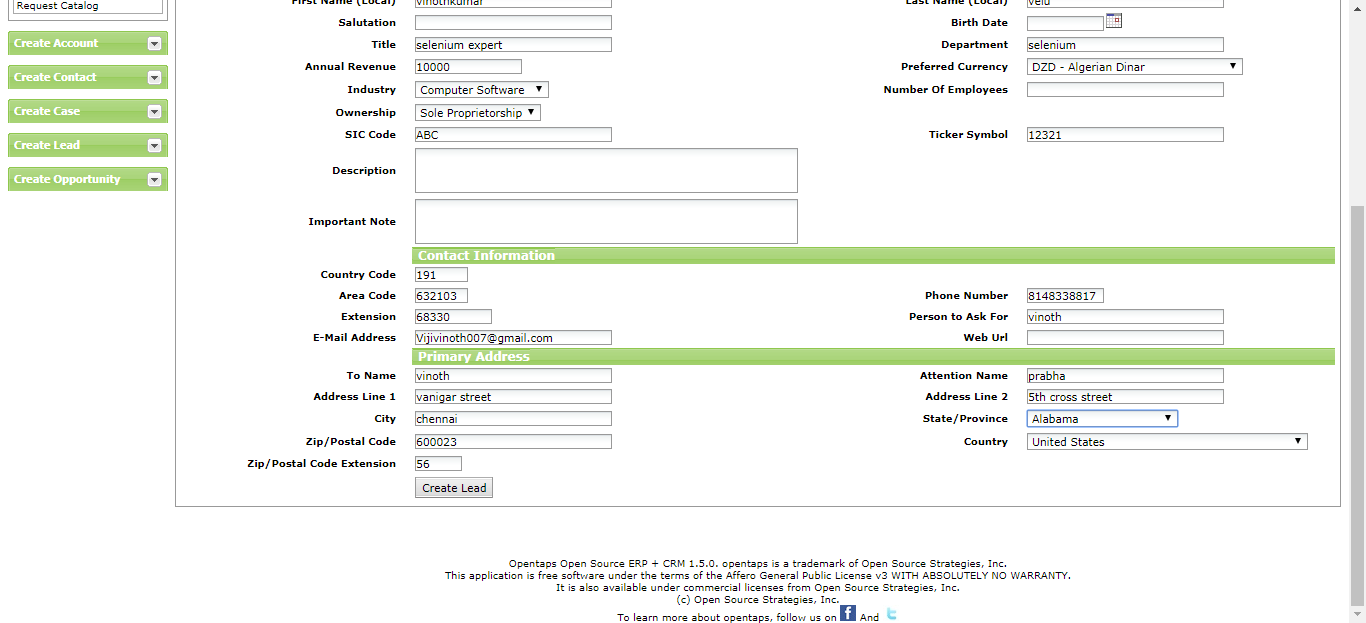 Request Catalog
Create Account
Create Contact
Create Case
Create Lead
Create Opportunity
First Name (Local) vinothkumar Last Name (Local) velu
Salutation Birth Date
Title selenium expert Department selenium
Annual Revenue 10000 Preferred Currency DZD - Algerian Dinar
Industry Computer Software Number Of Employees
Ownership Sole Proprietorship
SIC Code ABC Ticker Symbol 12321
Description
Important Note
Contact Information
Country Code 191
Area Code 632103 Phone Number 8148338817
Extension 68330 Person to Ask For vinoth
E-Mail Address Vijivinoth007@gmail.com Web Url
Primary Address
To Name vinoth Attention Name prabha
Address Line 1 vanigar street Address Line 2 5th cross street
City chennai State/Province Alabama
Zip/Postal Code 600023 Country United States
Zip/Postal Code Extension 56
Create Lead
Opentaps Open Source ERP + CRM 1.5.0. opentaps is a trademark of Open Source Strategies, Inc.
This application is free software under the terms of the Affero General Public License v3 WITH ABSOLUTELY NO WARRANTY.
It is also available under commercial licenses from Open Source Strategies, Inc.
(c) Open Source Strategies, Inc.
To learn more about opentaps, follow us on f And t